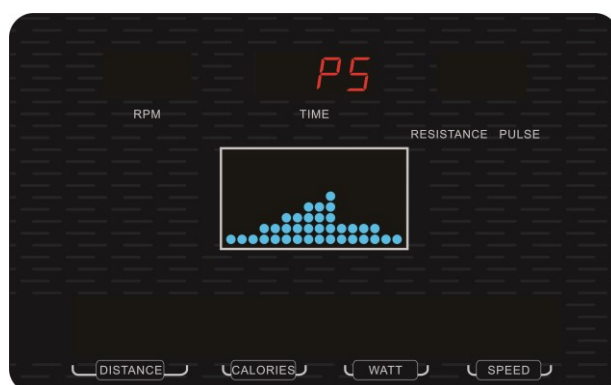 P5
RPM TIME
RESISTANCE PULSE
DISTANCE CALORIES WATT SPEED